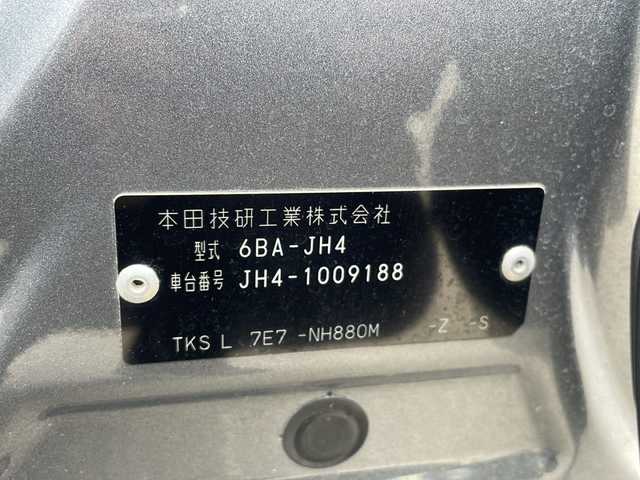 本田技研工業株式会社
型式 6BA-JH4
車台番号 JH4-1009188
TKS L 7E7 -NH880M -Z -S